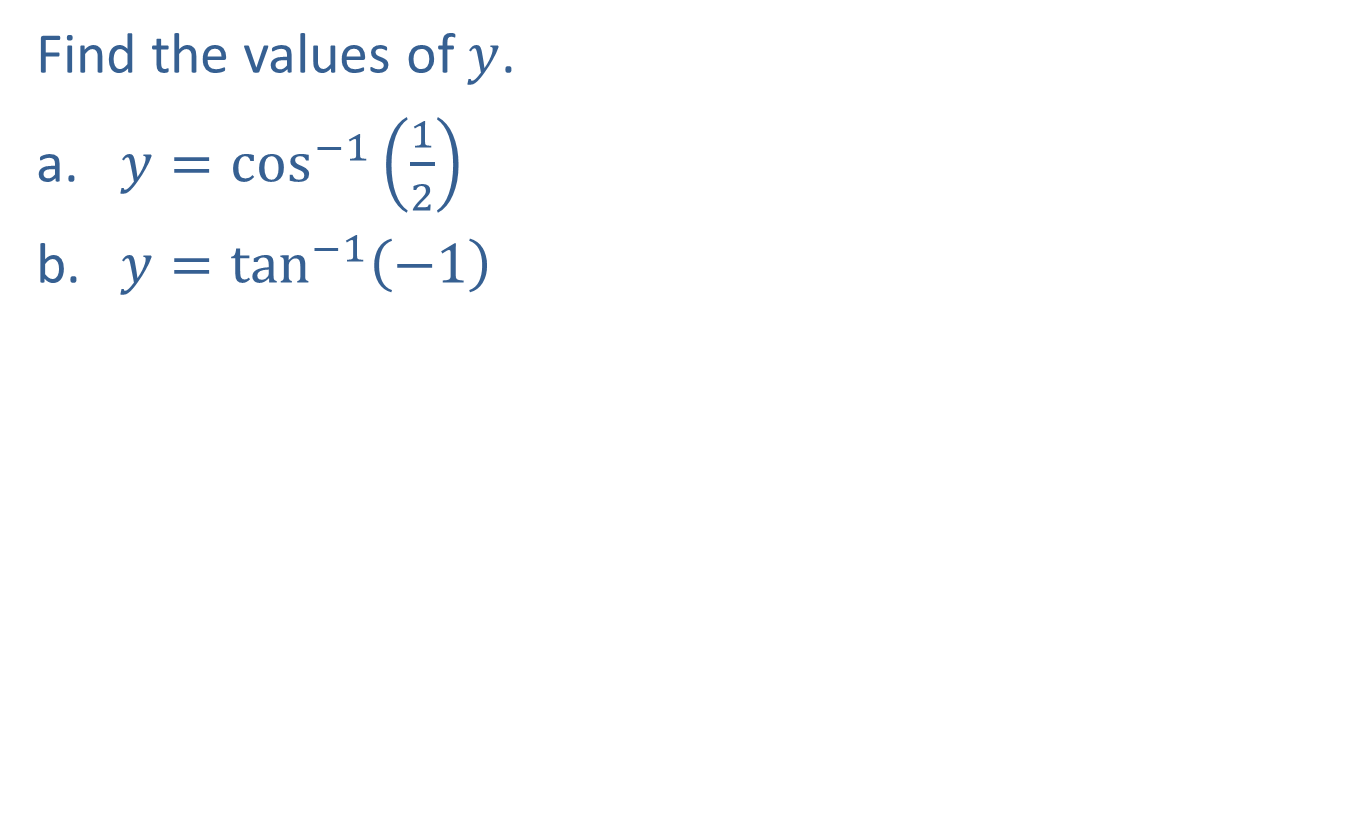 Find the values of y.
a. y = cos⁻¹ (1/2)
b. y = tan⁻¹(−1)